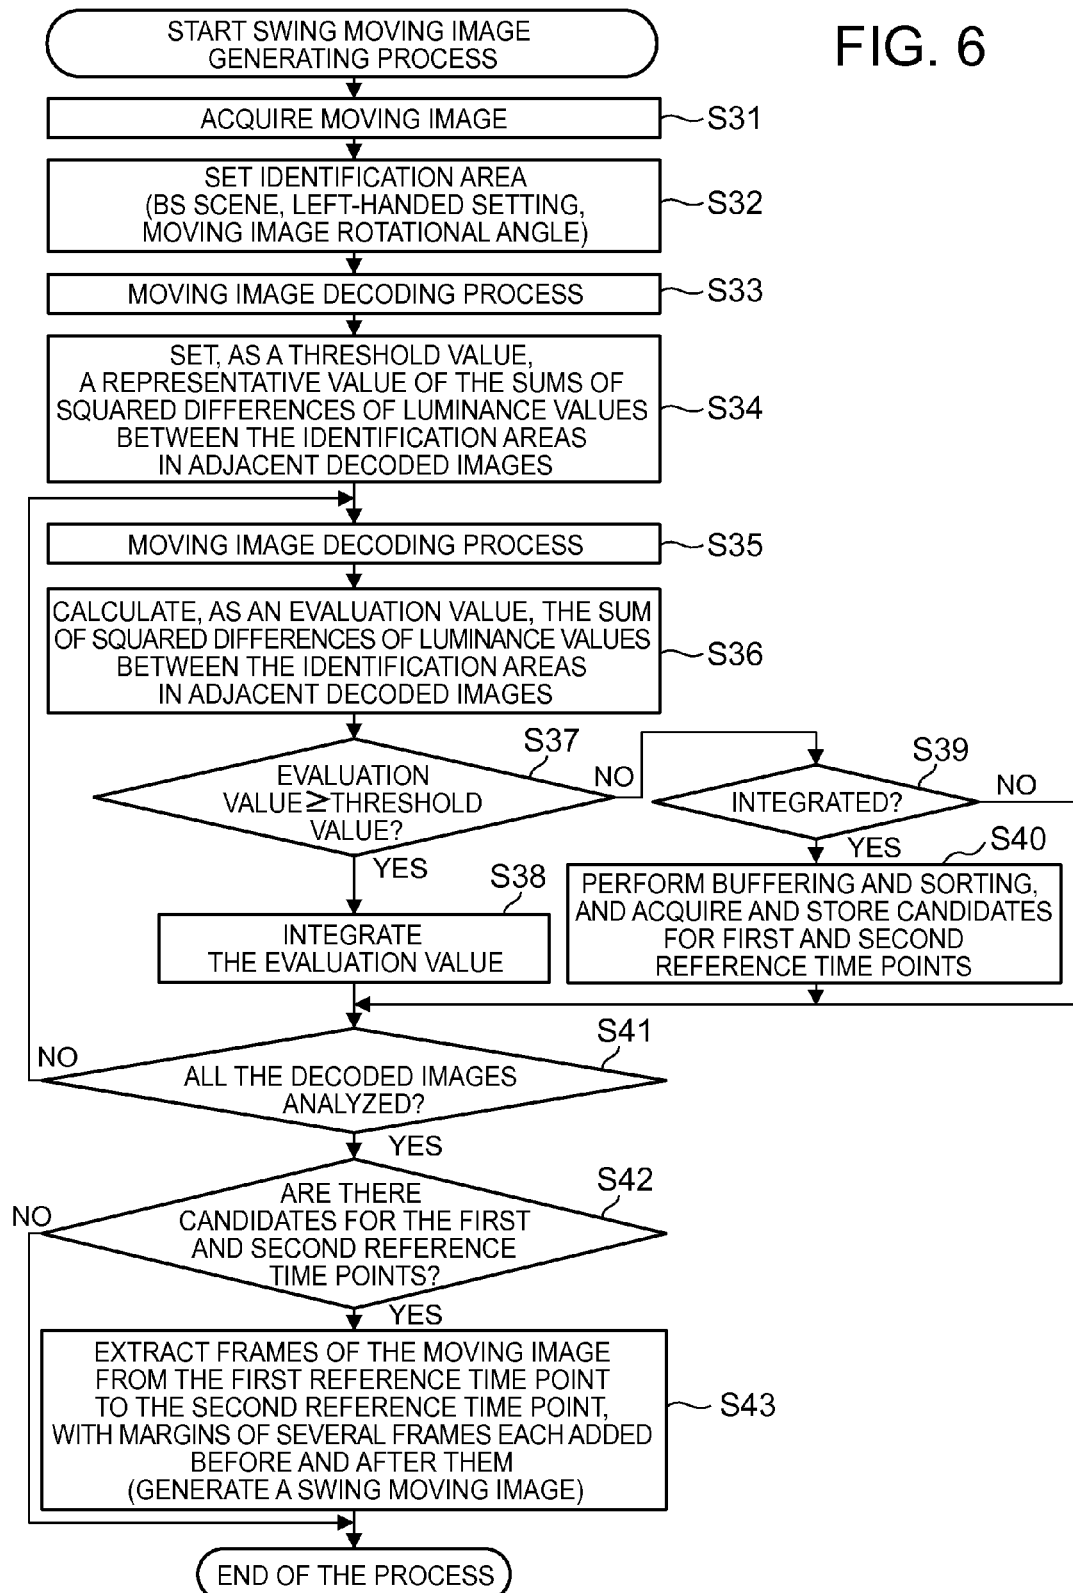 FIG. 6
START SWING MOVING IMAGE
GENERATING PROCESS
ACQUIRE MOVING IMAGE
S31
SET IDENTIFICATION AREA
(BS SCENE, LEFT-HANDED SETTING,
MOVING IMAGE ROTATIONAL ANGLE)
S32
MOVING IMAGE DECODING PROCESS
S33
SET, AS A THRESHOLD VALUE,
A REPRESENTATIVE VALUE OF THE SUMS OF
SQUARED DIFFERENCES OF LUMINANCE VALUES
BETWEEN THE IDENTIFICATION AREAS
IN ADJACENT DECODED IMAGES
S34
MOVING IMAGE DECODING PROCESS
S35
CALCULATE, AS AN EVALUATION VALUE, THE SUM
OF SQUARED DIFFERENCES OF LUMINANCE VALUES
BETWEEN THE IDENTIFICATION AREAS
IN ADJACENT DECODED IMAGES
S36
S37
EVALUATION
VALUE≥THRESHOLD
VALUE?
NO
YES
S39
INTEGRATED?
NO
YES
S38
INTEGRATE
THE EVALUATION VALUE
S40
PERFORM BUFFERING AND SORTING,
AND ACQUIRE AND STORE CANDIDATES
FOR FIRST AND SECOND
REFERENCE TIME POINTS
S41
NO
ALL THE DECODED IMAGES
ANALYZED?
YES
S42
NO
ARE THERE
CANDIDATES FOR THE FIRST
AND SECOND REFERENCE
TIME POINTS?
YES
EXTRACT FRAMES OF THE MOVING IMAGE
FROM THE FIRST REFERENCE TIME POINT
TO THE SECOND REFERENCE TIME POINT,
WITH MARGINS OF SEVERAL FRAMES EACH ADDED
BEFORE AND AFTER THEM
(GENERATE A SWING MOVING IMAGE)
S43
END OF THE PROCESS